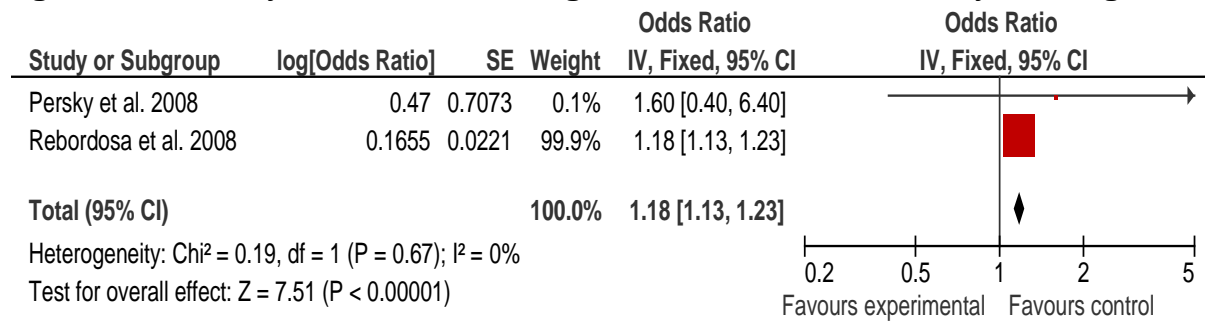 Odds Ratio Odds Ratio
Study or Subgroup log[Odds Ratio] SE Weight IV, Fixed, 95% CI IV, Fixed, 95% CI
Persky et al. 2008 0.47 0.7073 0.1% 1.60 [0.40, 6.40]
Rebordosa et al. 2008 0.1655 0.0221 99.9% 1.18 [1.13, 1.23]
Total (95% CI) 100.0% 1.18 [1.13, 1.23]
Heterogeneity: Chi² = 0.19, df = 1 (P = 0.67); I² = 0%
Test for overall effect: Z = 7.51 (P < 0.00001)
0.2 0.5 1 2 5
Favours experimental Favours control